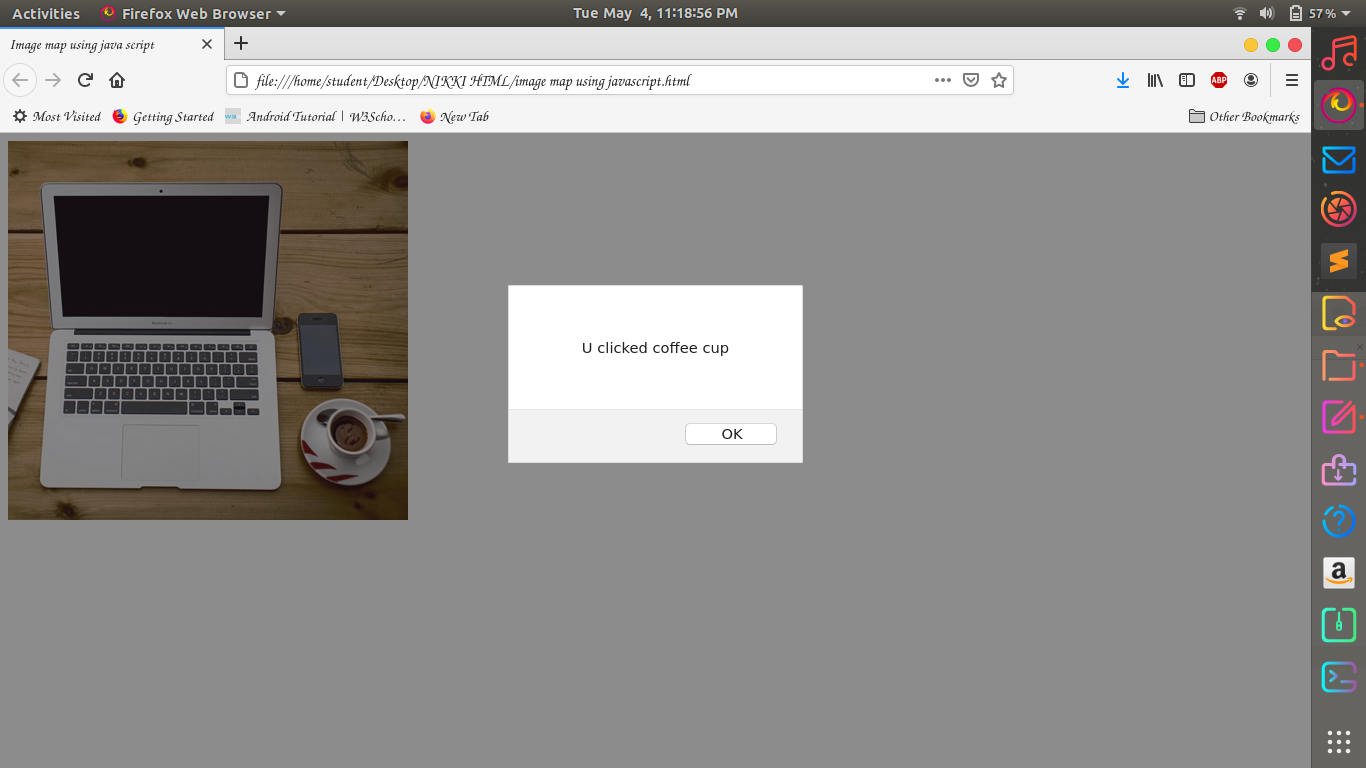 Activities
Firefox Web Browser
Tue May 4, 11:18:56 PM
57%
Image map using java script
file:///home/student/Desktop/NIKKI HTML/image map using javascript.html
ABP
Most Visited
Getting Started
Android Tutorial | W3Scho…
New Tab
Other Bookmarks
U clicked coffee cup
OK